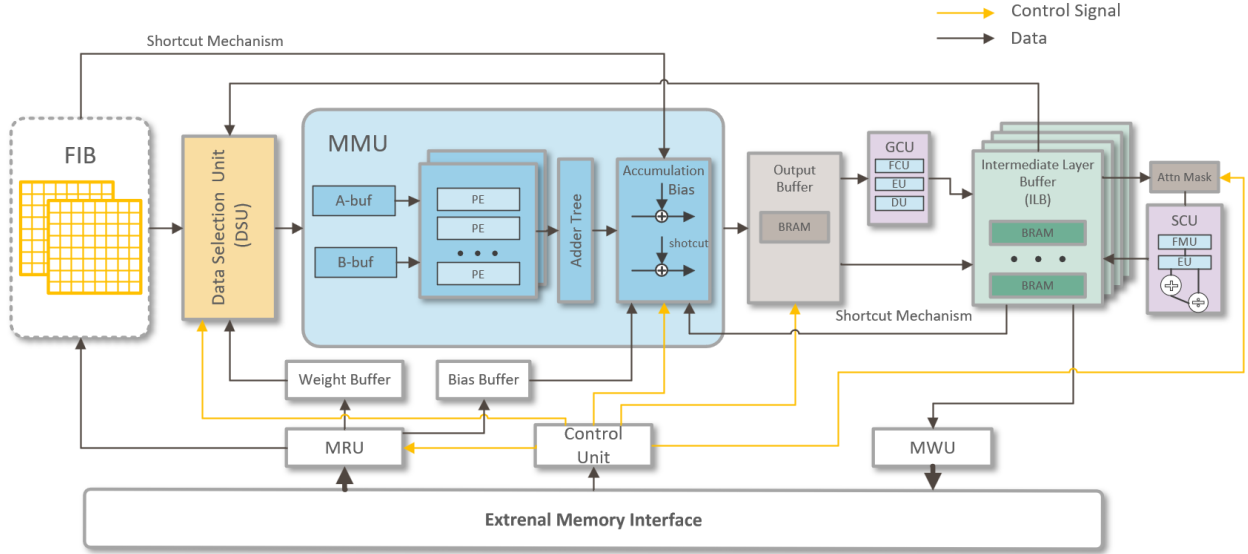 Control Signal
Data
Shortcut Mechanism
FIB
Data Selection Unit
(DSU)
MMU
A-buf
B-buf
PE
PE
PE
Adder Tree
Accumulation
Bias
shotcut
Output
Buffer
BRAM
GCU
FCU
EU
DU
Intermediate Layer
Buffer
(ILB)
BRAM
BRAM
Attn Mask
SCU
FMU
EU
Shortcut Mechanism
Weight Buffer
Bias Buffer
MRU
Control
Unit
MWU
Extrenal Memory Interface